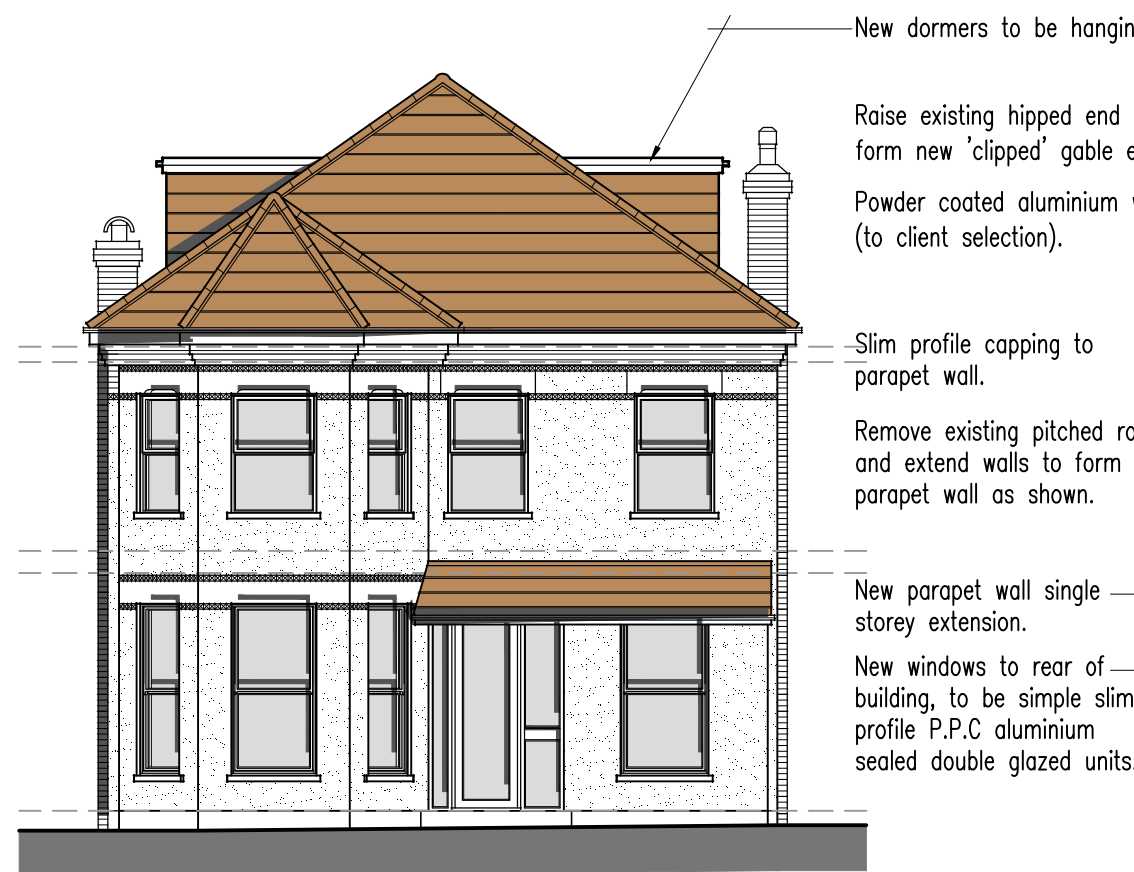 New dormers to be
Raise existing hipped end
form new 'clipped' gable
Powder coated aluminium
(to client selection).
Slim profile capping to
parapet wall.
Remove existing pitched
and extend walls to form
parapet wall as shown.
New parapet wall single
storey extension.
New windows to rear of
building, to be simple slim
profile P.P.C aluminium
sealed double glazed units.